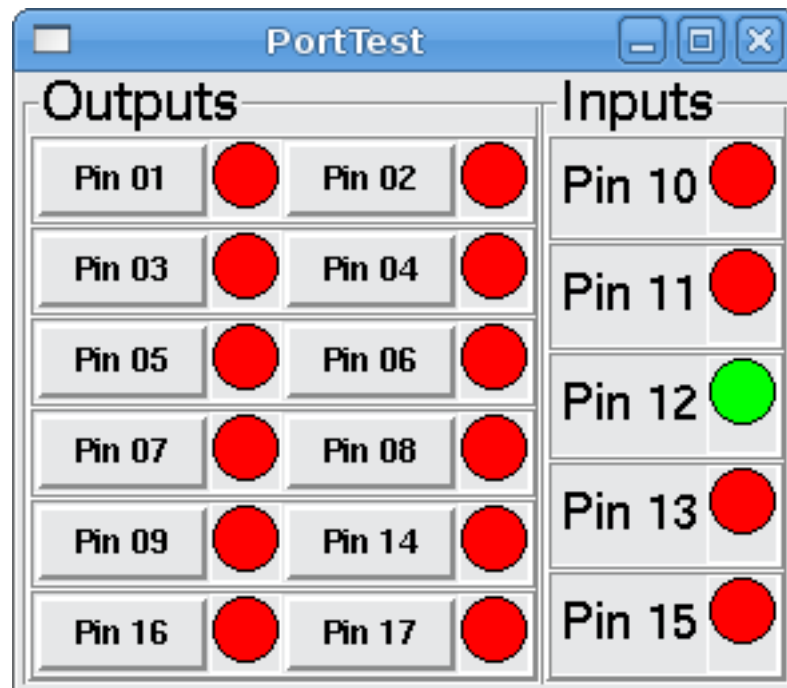 PortTest
Outputs
Pin 01 Pin 02
Pin 03 Pin 04
Pin 05 Pin 06
Pin 07 Pin 08
Pin 09 Pin 14
Pin 16 Pin 17
Inputs
Pin 10
Pin 11
Pin 12
Pin 13
Pin 15